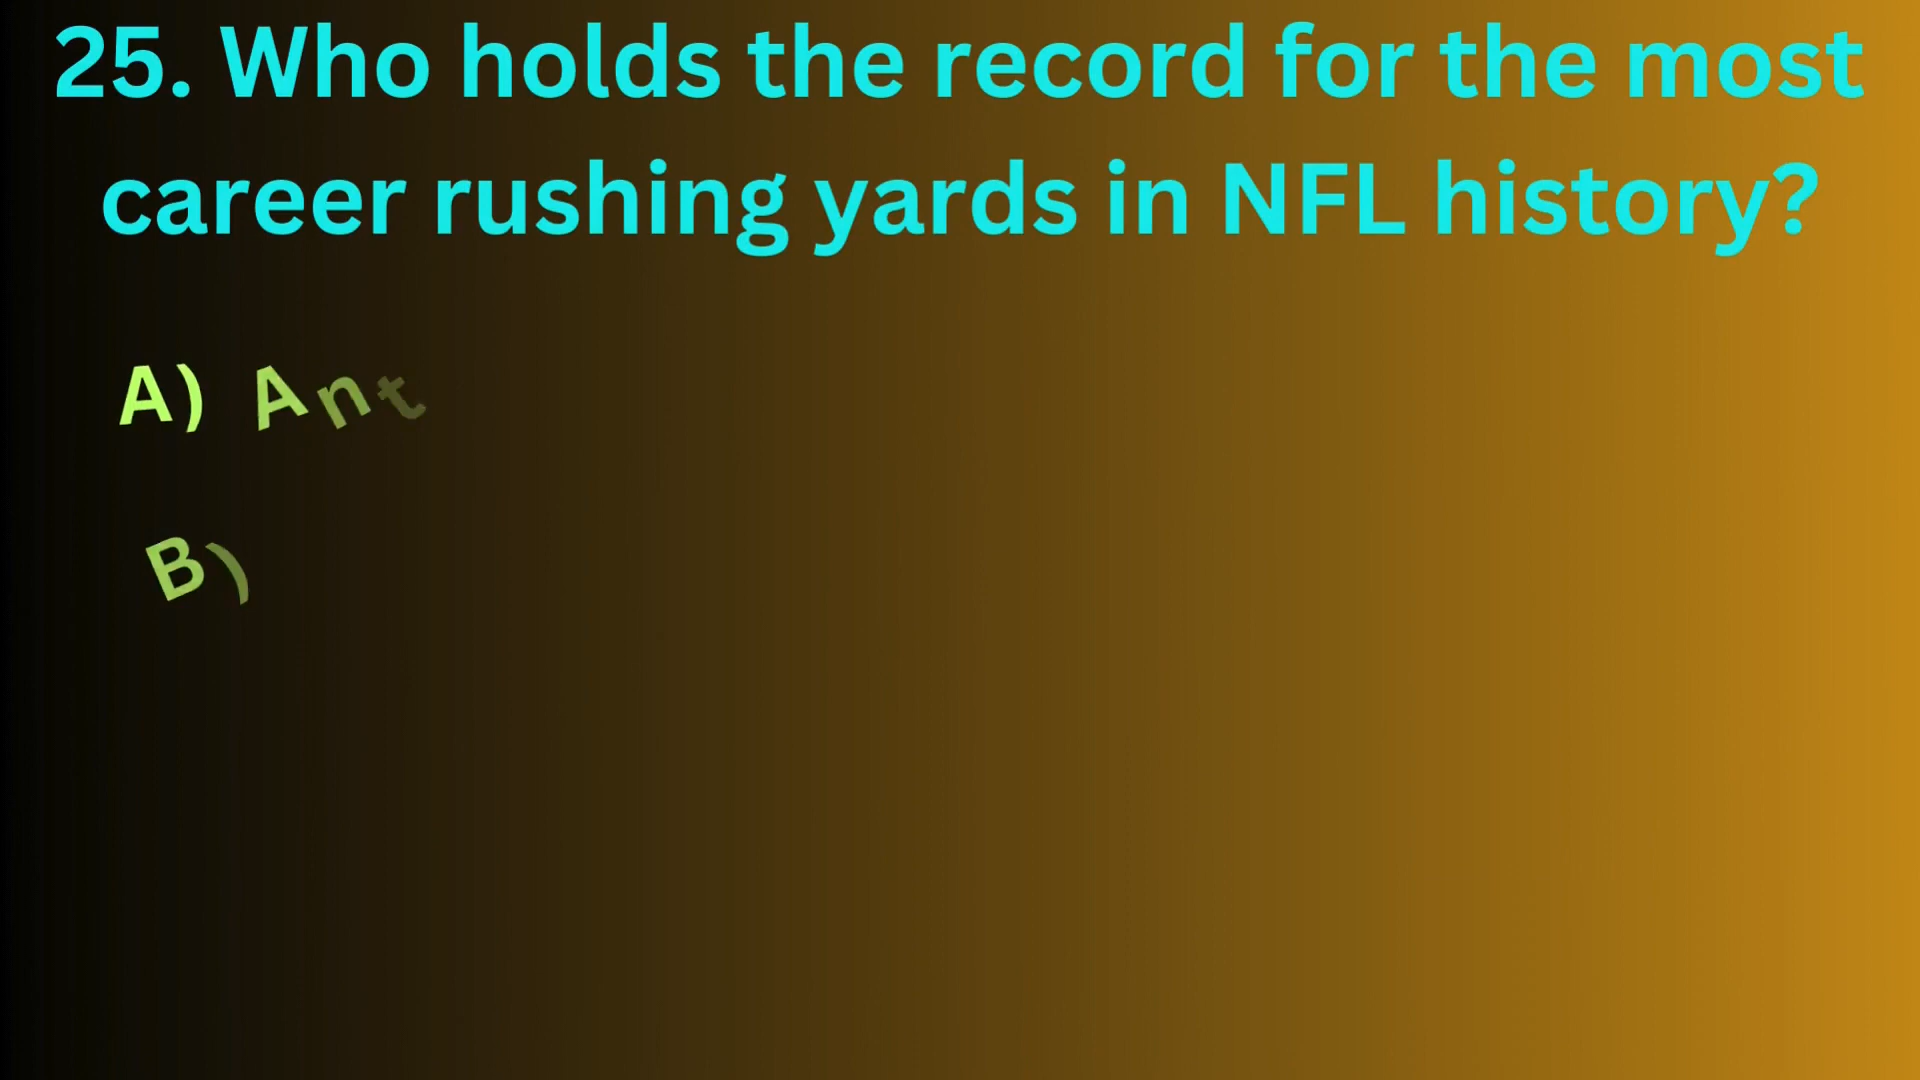 25. Who holds the record for the most
career rushing yards in NFL history?
A) Ant
B)